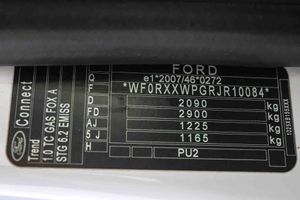 FORD
e1*2007/46*0272
*WF0RXXWPGRJR10084*
2090 kg
2900 kg
1225 kg
1165 kg
PU2
Q
F
D
FD
AJ
5 J
H
Ford
Connect
Trend
1.0 TC GAS FOX A
STG 6.2 EMISS